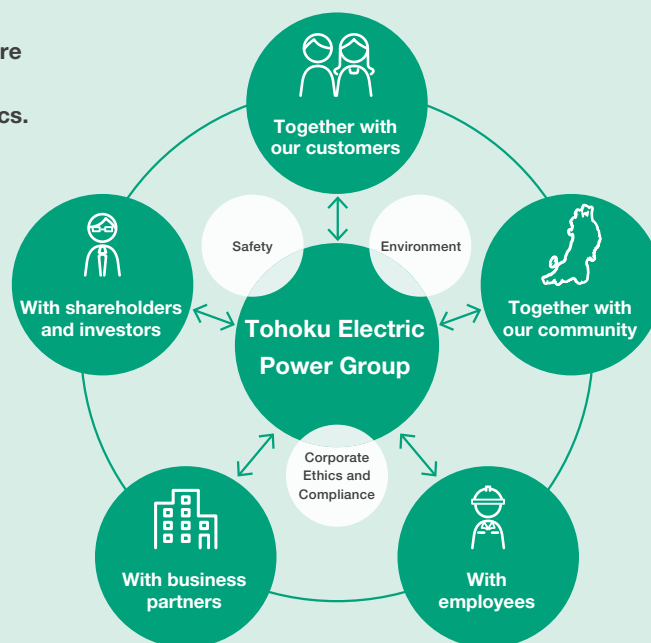 re
cs.
Together with
our customers
Safety
Environment
With shareholders
and investors
Together with
our community
Tohoku Electric
Power Group
Corporate
Ethics and
Compliance
With business
partners
With
employees